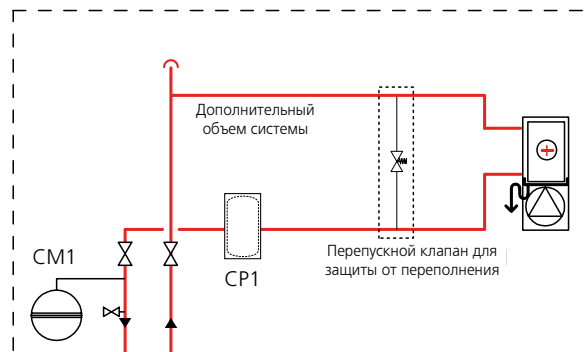 Дополнительный
объем системы
Перепускной клапан для
защиты от переполнения
CM1
CP1